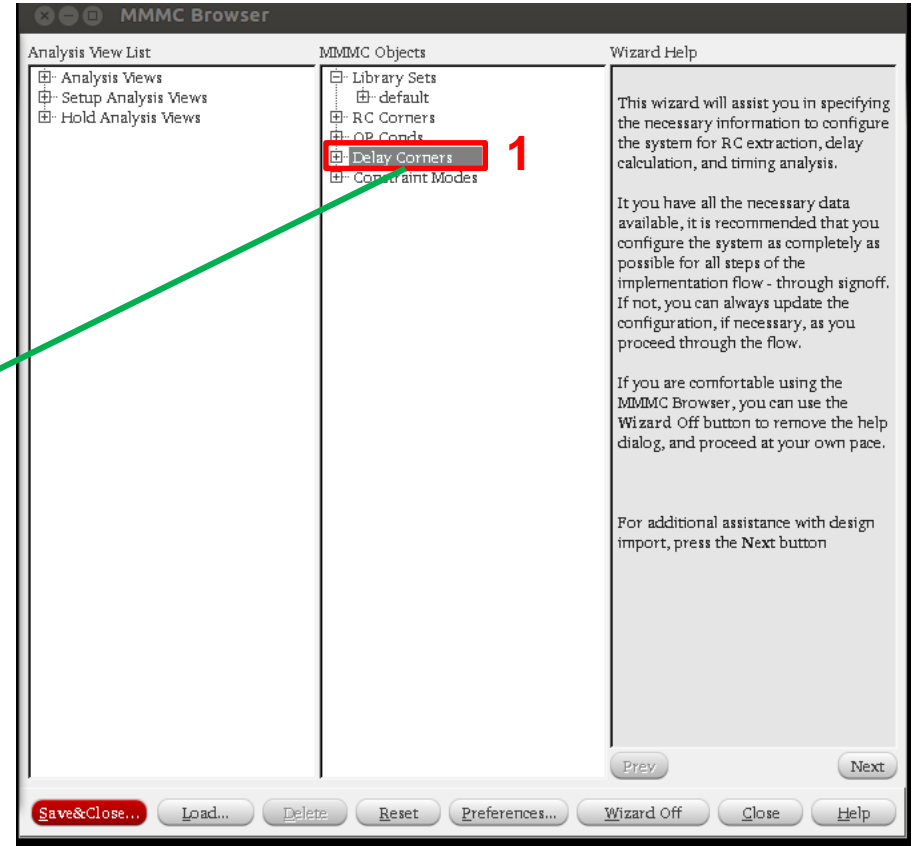 MMMC Browser
Analysis View List
Analysis Views
Setup Analysis Views
Hold Analysis Views
MMMC Objects
Library Sets
default
RC Corners
OP Conds
Delay Corners
1
Constraint Modes
Wizard Help
This wizard will assist you in specifying
the necessary information to configure
the system for RC extraction, delay
calculation, and timing analysis.
It you have all the necessary data
available, it is recommended that you
configure the system as completely as
possible for all steps of the
implementation flow - through signoff.
If not, you can always update the
configuration, if necessary, as you
proceed through the flow.
If you are comfortable using the
MMMC Browser, you can use the
Wizard Off button to remove the help
dialog, and proceed at your own pace.
For additional assistance with design
import, press the Next button
Prev Next
Save&Close... Load... Delete Reset Preferences... Wizard Off Close Help